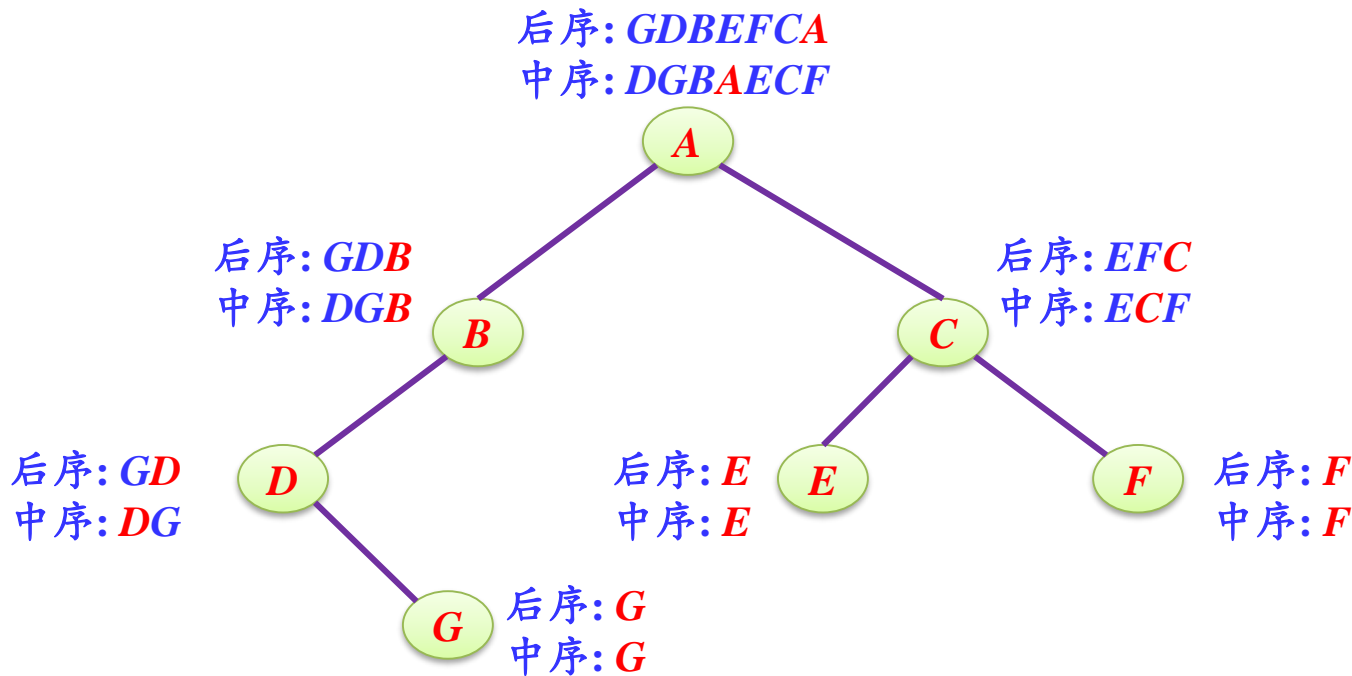 后序: GDBEFCA
中序: DGBAECF
A
后序: GDB
中序: DGB
B
后序: EFC
中序: ECF
C
后序: GD
中序: DG
D
后序: E
中序: E
E
F
后序: F
中序: F
G
后序: G
中序: G